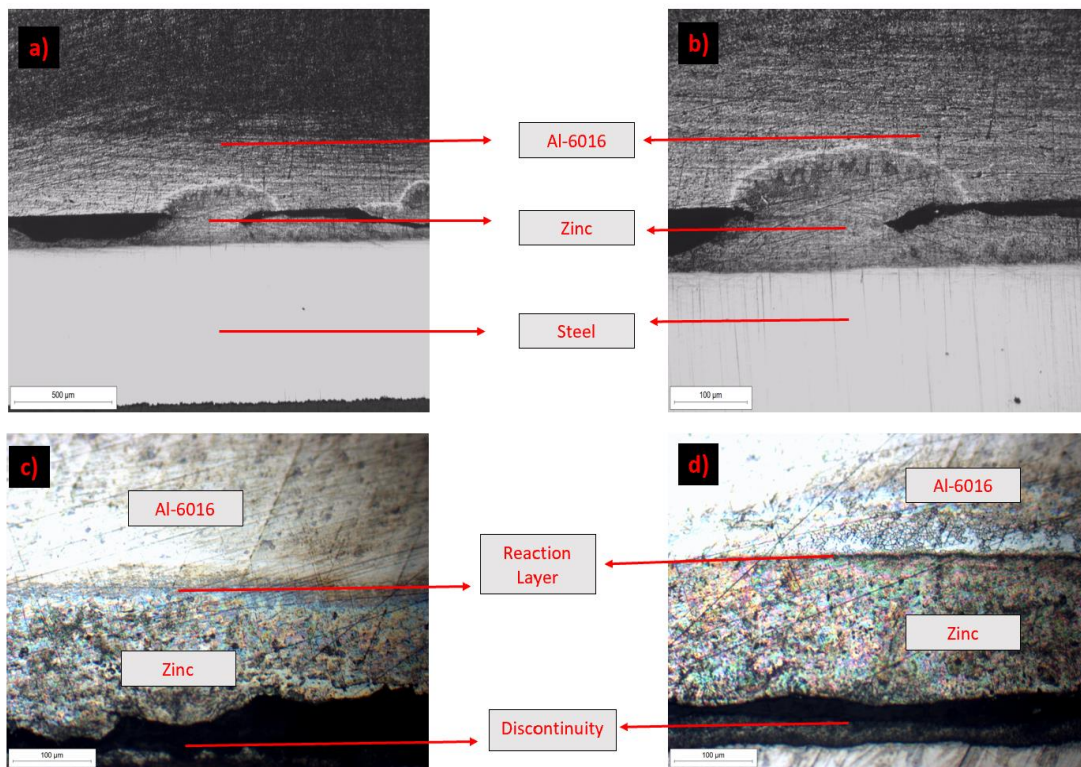 a)
b)
Al-6016
Zinc
Steel
500 µm
100 µm
c)
d)
Al-6016
Al-6016
Reaction
Layer
Zinc
Zinc
Discontinuity
100 µm
100 µm